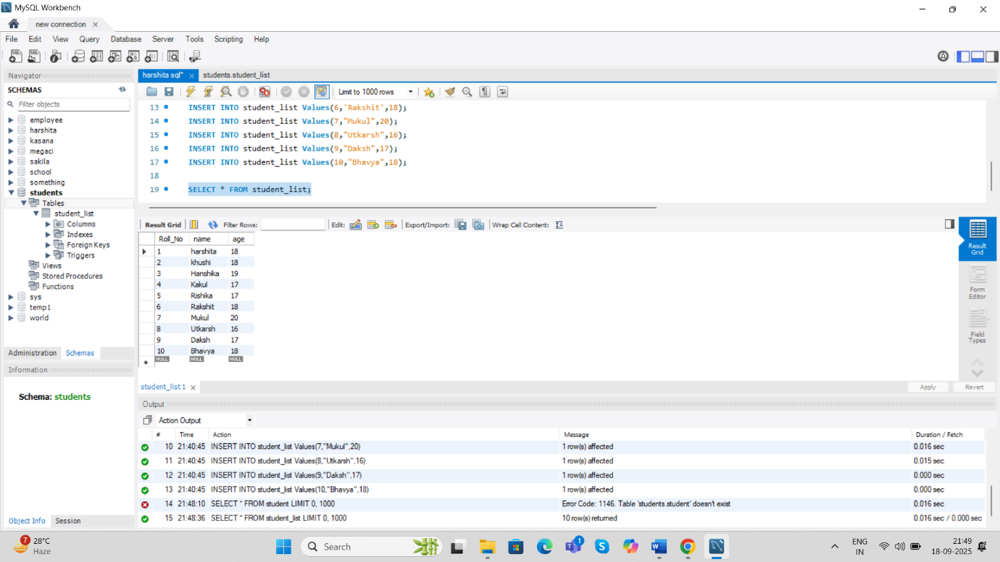 MySQL Workbench
new connection
File Edit View Query Database Server Tools Scripting Help
Navigator
SCHEMAS
Filter objects
employee
harshita
kasana
megaci
sakila
school
something
students
Tables
student_list
Columns
Indexes
Foreign Keys
Triggers
Views
Stored Procedures
Functions
sys
temp1
world
Administration Schemas
Information
Schema: students
Object Info Session
harshita sql* students.student_list
Limit to 1000 rows
13 INSERT INTO student_list Values(6,'Rakshit',18);
14 INSERT INTO student_list Values(7,"Mukul",20);
15 INSERT INTO student_list Values(8,"Utkarsh",16);
16 INSERT INTO student_list Values(9,"Daksh",17);
17 INSERT INTO student_list Values(10,"Bhavya",18);
18
19 SELECT * FROM student_list;
Result Grid Filter Rows: Edit: Export/Import: Wrap Cell Content:
Roll_No name age
1 harshita 18
2 khushi 18
3 Hanshika 19
4 Kakul 17
5 Rishika 17
6 Rakshit 18
7 Mukul 20
8 Utkarsh 16
9 Daksh 17
10 Bhavya 18
NULL NULL NULL
Result
Grid
Form
Editor
Field
Types
student_list 1
Apply Revert
Output
Action Output
# Time Action Message Duration / Fetch
10 21:40:45 INSERT INTO student_list Values(7,"Mukul",20) 1 row(s) affected 0.016 sec
11 21:40:45 INSERT INTO student_list Values(8,"Utkarsh",16) 1 row(s) affected 0.015 sec
12 21:40:45 INSERT INTO student_list Values(9,"Daksh",17) 1 row(s) affected 0.000 sec
13 21:40:45 INSERT INTO student_list Values(10,"Bhavya",18) 1 row(s) affected 0.000 sec
14 21:48:10 SELECT * FROM student LIMIT 0, 1000 Error Code: 1146. Table 'students.student' doesn't exist 0.016 sec
15 21:48:36 SELECT * FROM student_list LIMIT 0, 1000 10 row(s) returned 0.016 sec / 0.000 sec
7
28°C
Haze
Search
1
ENG
IN
21:49
18-09-2025